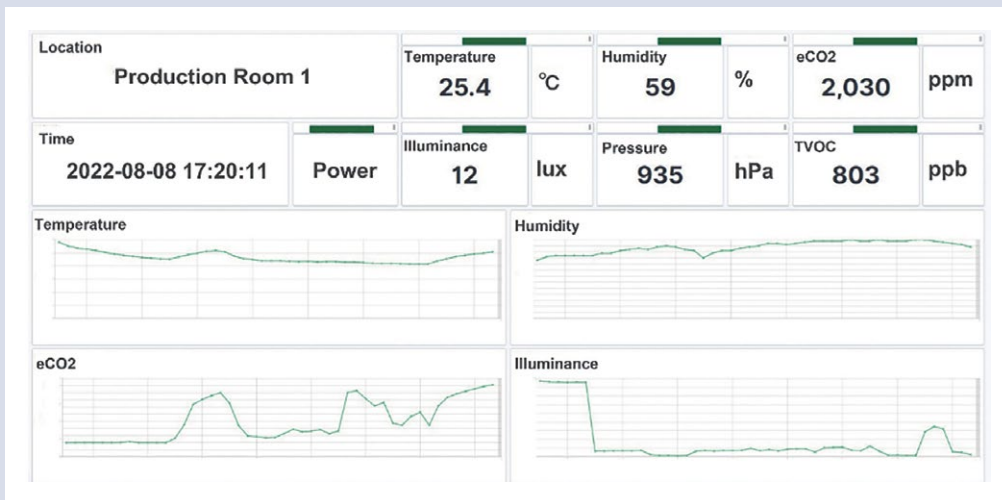 Location
Production Room 1
Temperature
25.4
℃
Humidity
59
%
eCO2
2,030
ppm
Time
2022-08-08 17:20:11
Power
Illuminance
12
lux
Pressure
935
hPa
TVOC
803
ppb
Temperature
Humidity
eCO2
Illuminance